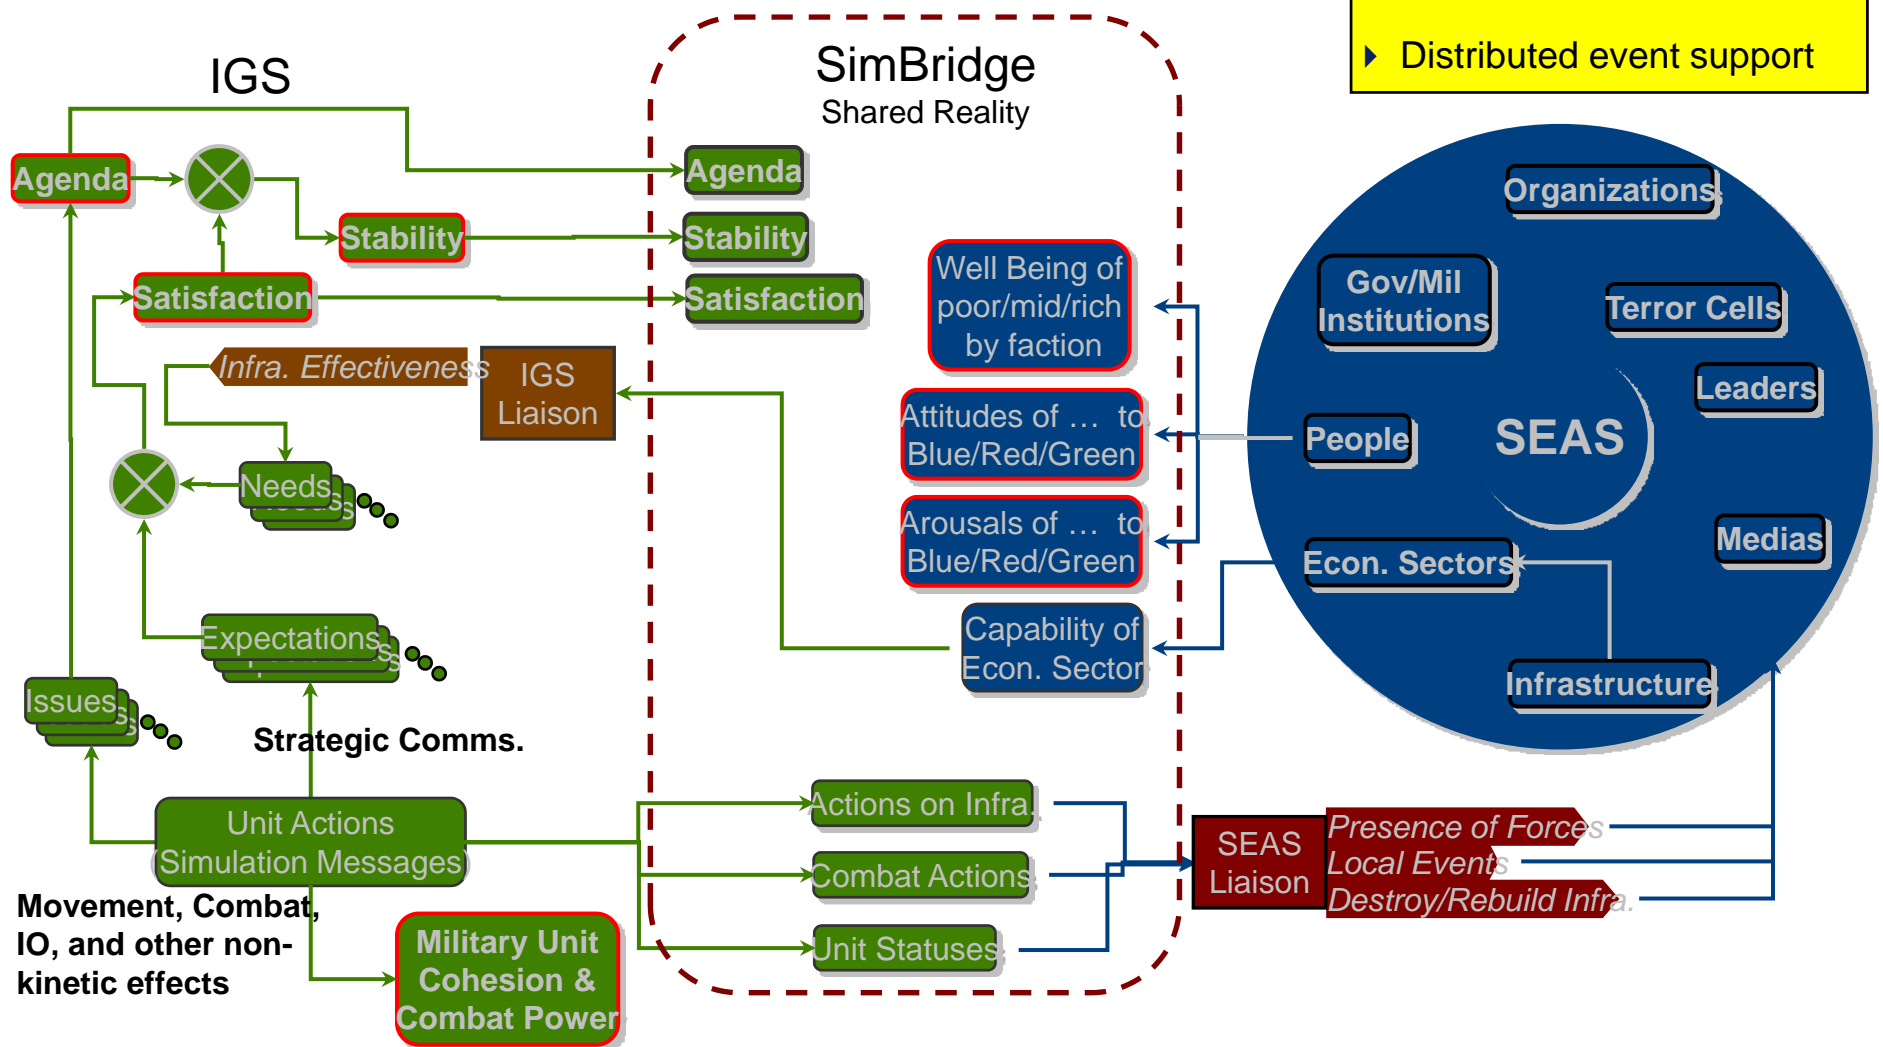 Distributed event support
IGS
SimBridge
Shared Reality
Agenda
Agenda
Organizations
Stability
Stability
Satisfaction
Satisfaction
Well Being of
poor/mid/rich
by faction
Gov/Mil
Institutions
Terror Cells
Infra. Effectiveness
IGS
Liaison
Leaders
Attitudes of … to
Blue/Red/Green
People
SEAS
Needs
Arousals of … to
Blue/Red/Green
Medias
Econ. Sectors
Expectations
Capability of
Econ. Sector
Issues
Infrastructure
Strategic Comms.
Unit Actions
(Simulation Messages)
Actions on Infra.
Combat Actions
Unit Statuses
SEAS
Liaison
Presence of Forces
Local Events
Destroy/Rebuild Infra.
Movement, Combat,
IO, and other non-
kinetic effects
Military Unit
Cohesion &
Combat Power